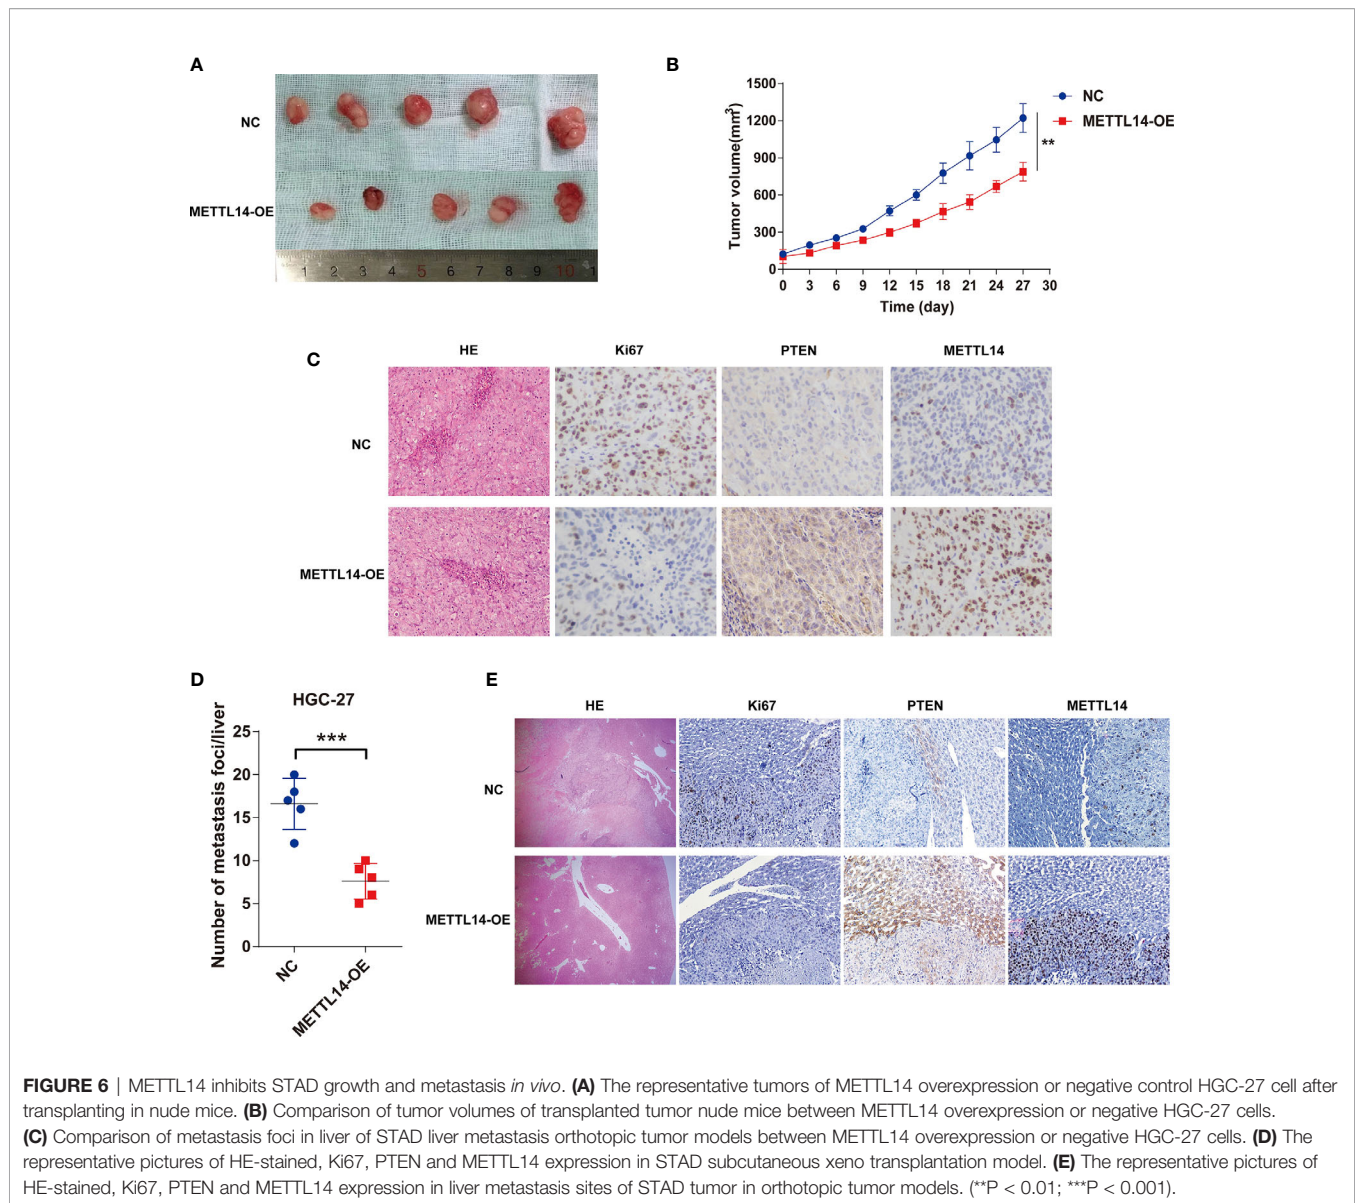 A
NC
METTL14-OE
1 2 3 4 5 6 7 8 9 10 1
B
1500
1200
900
600
300
0
Tumor volume(mm³)
0 3 6 9 12 15 18 21 24 27 30
Time (day)
NC
METTL14-OE
**
C
HE Ki67 PTEN METTL14
NC
METTL14-OE
D
HGC-27
***
25
20
15
10
5
0
Number of metastasis foci/liver
NC
METTL14-OE
E
HE Ki67 PTEN METTL14
NC
METTL14-OE
FIGURE 6 | METTL14 inhibits STAD growth and metastasis in vivo. (A) The representative tumors of METTL14 overexpression or negative control HGC-27 cell after
transplanting in nude mice. (B) Comparison of tumor volumes of transplanted tumor nude mice between METTL14 overexpression or negative HGC-27 cells.
(C) Comparison of metastasis foci in liver of STAD liver metastasis orthotopic tumor models between METTL14 overexpression or negative HGC-27 cells. (D) The
representative pictures of HE-stained, Ki67, PTEN and METTL14 expression in STAD subcutaneous xeno transplantation model. (E) The representative pictures of
HE-stained, Ki67, PTEN and METTL14 expression in liver metastasis sites of STAD tumor in orthotopic tumor models. (**P < 0.01; ***P < 0.001).